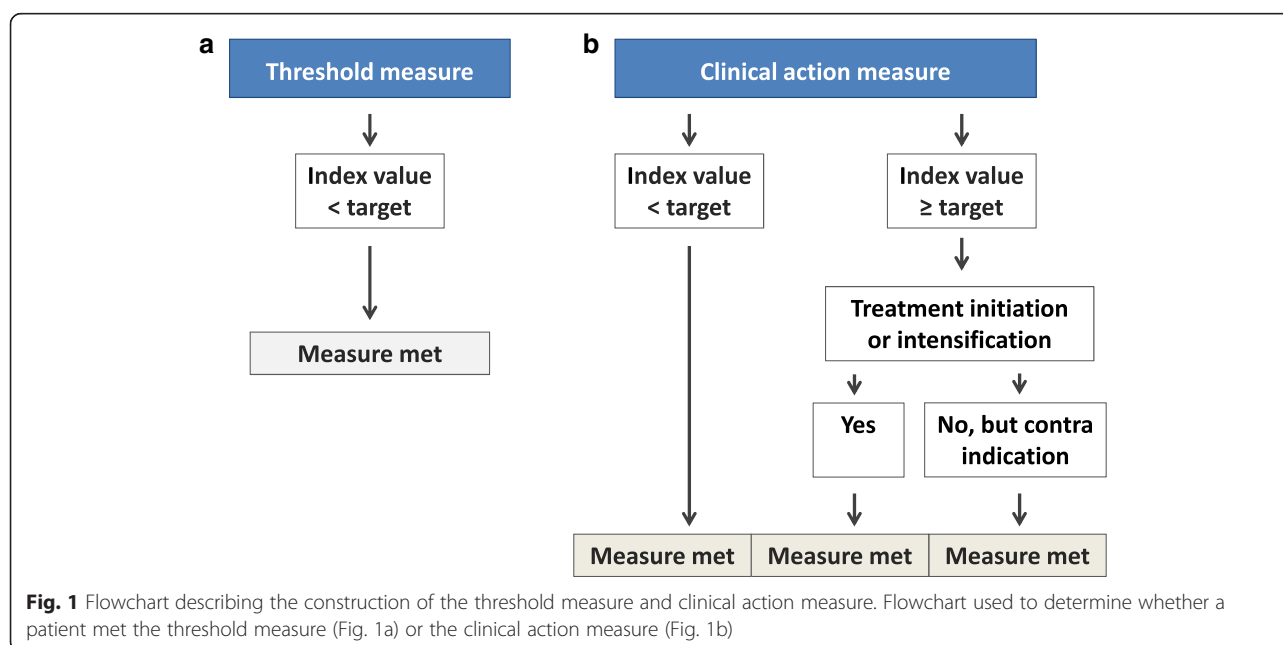 a
Threshold measure
Index value
< target
Measure met
b
Clinical action measure
Index value
< target
Index value
≥ target
Treatment initiation
or intensification
Yes
No, but contra
indication
Measure met
Measure met
Measure met
Fig. 1 Flowchart describing the construction of the threshold measure and clinical action measure. Flowchart used to determine whether a
patient met the threshold measure (Fig. 1a) or the clinical action measure (Fig. 1b)